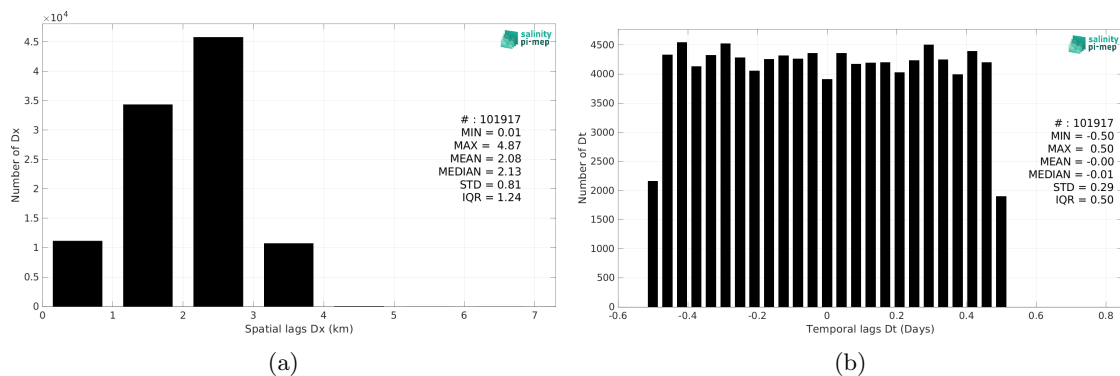 ×10⁴
4.5
4
3.5
3
2.5
2
1.5
1
0.5
0
Number of Dx
0 1 2 3 4 5 6 7
Spatial lags Dx (km)
salinity
pi-mep
# : 101917
MIN = 0.01
MAX = 4.87
MEAN = 2.08
MEDIAN = 2.13
STD = 0.81
IQR = 1.24
(a)
4500
4000
3500
3000
2500
2000
1500
1000
500
0
Number of Dt
-0.6 -0.4 -0.2 0 0.2 0.4 0.6 0.8
Temporal lags Dt (Days)
salinity
pi-mep
# : 101917
MIN = -0.50
MAX = 0.50
MEAN = -0.00
MEDIAN = -0.01
STD = 0.29
IQR = 0.50
(b)